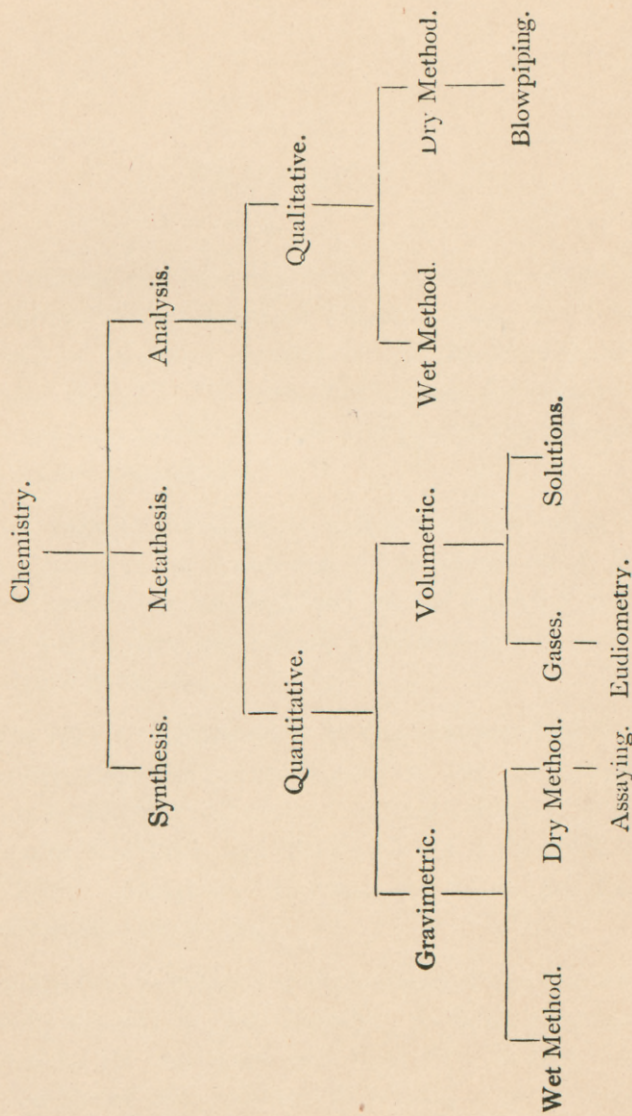 Chemistry.
Synthesis. Metathesis. Analysis.
Quantitative. Qualitative.
Gravimetric. Volumetric. Wet Method. Dry Method.
Wet Method. Dry Method. Gases. Solutions. Blowpiping.
Assaying. Eudiometry.